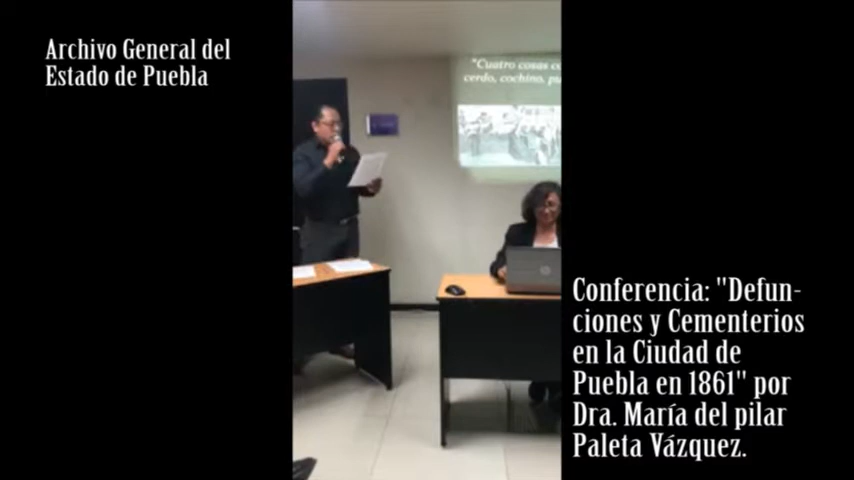 Archivo General del
Estado de Puebla
"Cuatro cosas
cerdo, cochino,
Conferencia: "Defun-
ciones y Cementerios
en la Ciudad de
Puebla en 1861" por
Dra. María del pilar
Paleta Vázquez.